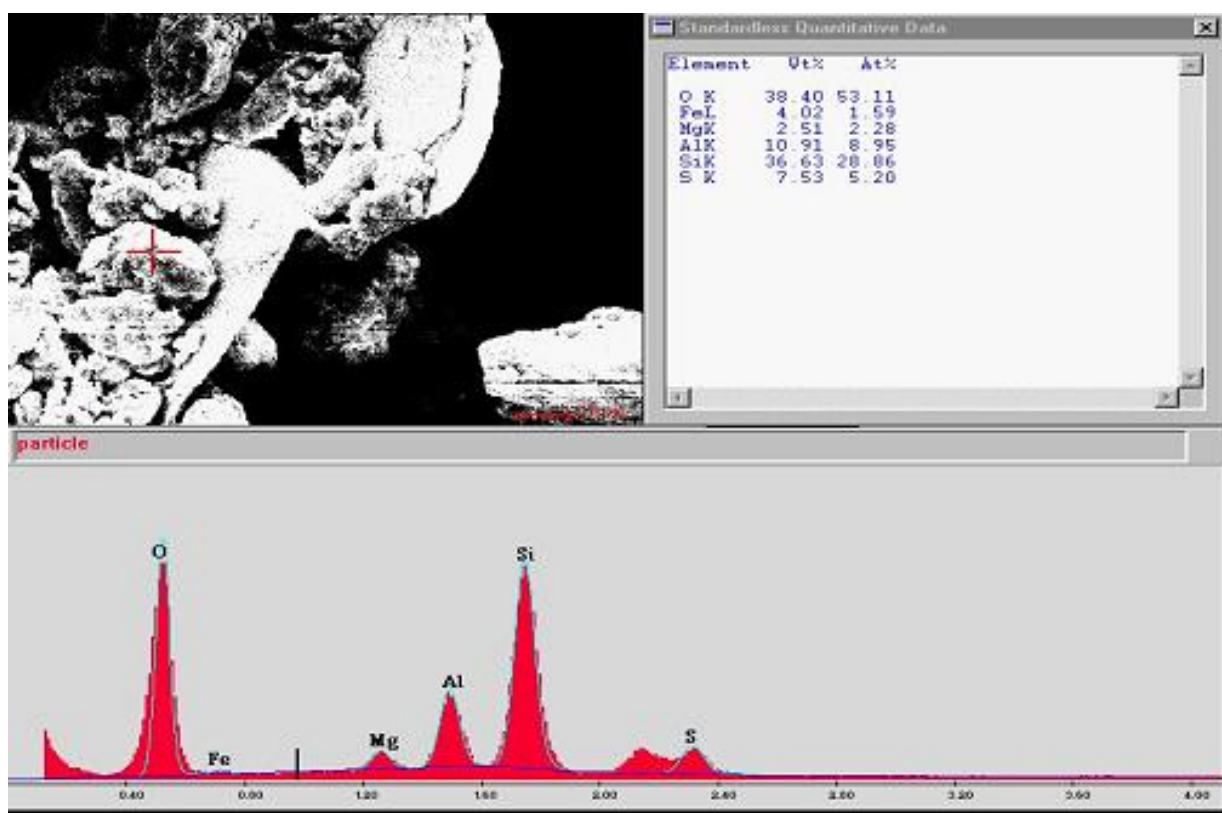 Standardless Quantitative Data
Element Wt% At%
O K 38.40 53.11
FeL 4.02 1.59
MgK 2.51 2.28
AlK 10.91 8.95
SiK 36.63 28.86
S K 7.53 5.20
particle
O
Si
Al
Mg
S
Fe
0.40 0.80 1.20 1.60 2.00 2.40 2.80 3.20 3.60 4.00